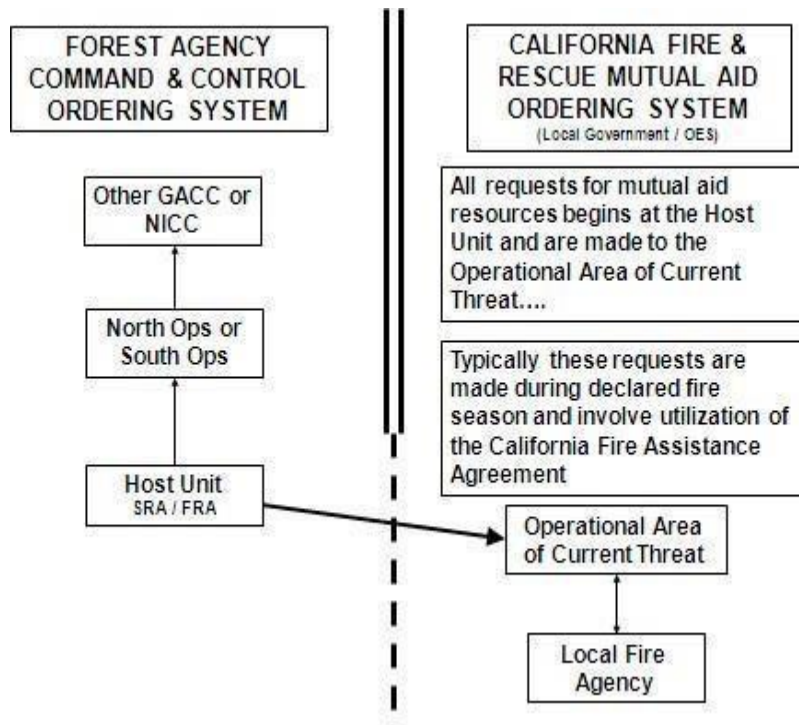 FOREST AGENCY
COMMAND & CONTROL
ORDERING SYSTEM
Other GACC or
NICC
North Ops or
South Ops
Host Unit
SRA / FRA
CALIFORNIA FIRE &
RESCUE MUTUAL AID
ORDERING SYSTEM
(Local Government / OES)
All requests for mutual aid
resources begins at the Host
Unit and are made to the
Operational Area of Current
Threat....
Typically these requests are
made during declared fire
season and involve utilization of
the California Fire Assistance
Agreement
Operational Area
of Current Threat
Local Fire
Agency